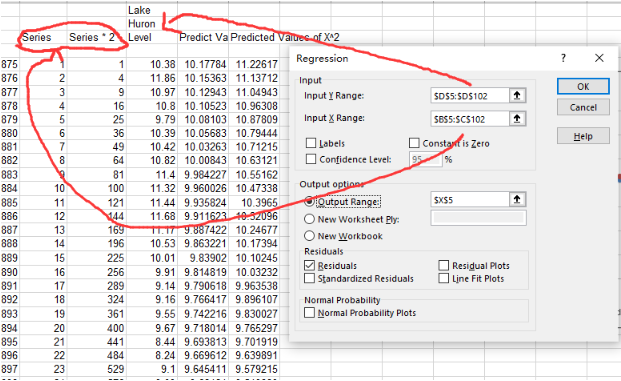 Lake
Huron
Series Series * 2 Level Predict Va Predicted Values of X^2
875 1 1 10.38 10.17784 11.22617
876 2 4 11.86 10.15363 11.13712
877 3 9 10.97 10.12943 11.04943
878 4 16 10.8 10.10523 10.96308
879 5 25 9.79 10.08103 10.87809
880 6 36 10.39 10.05683 10.79444
881 7 49 10.42 10.03263 10.71215
882 8 64 10.82 10.00843 10.63121
883 9 81 11.4 9.984227 10.55162
884 10 100 11.32 9.960026 10.47338
885 11 121 11.44 9.935824 10.3965
886 12 144 11.68 9.911623 10.32096
887 13 169 11.17 9.887422 10.24677
888 14 196 10.53 9.863221 10.17394
889 15 225 10.01 9.83902 10.10245
890 16 256 9.91 9.814819 10.03232
891 17 289 9.14 9.790618 9.963538
892 18 324 9.16 9.766417 9.896107
893 19 361 9.55 9.742216 9.830027
894 20 400 9.67 9.718014 9.765297
895 21 441 8.44 9.693813 9.701919
896 22 484 8.24 9.669612 9.639891
897 23 529 9.1 9.645411 9.579215
Regression ? ×
Input
Input Y Range: $D$5:$D$102
Input X Range: $B$5:$C$102
Labels Constant is Zero
Confidence Level: 95 %
Output options
Output Range: $X$5
New Worksheet Ply:
New Workbook
Residuals
Residuals Residual Plots
Standardized Residuals Line Fit Plots
Normal Probability
Normal Probability Plots
OK
Cancel
Help